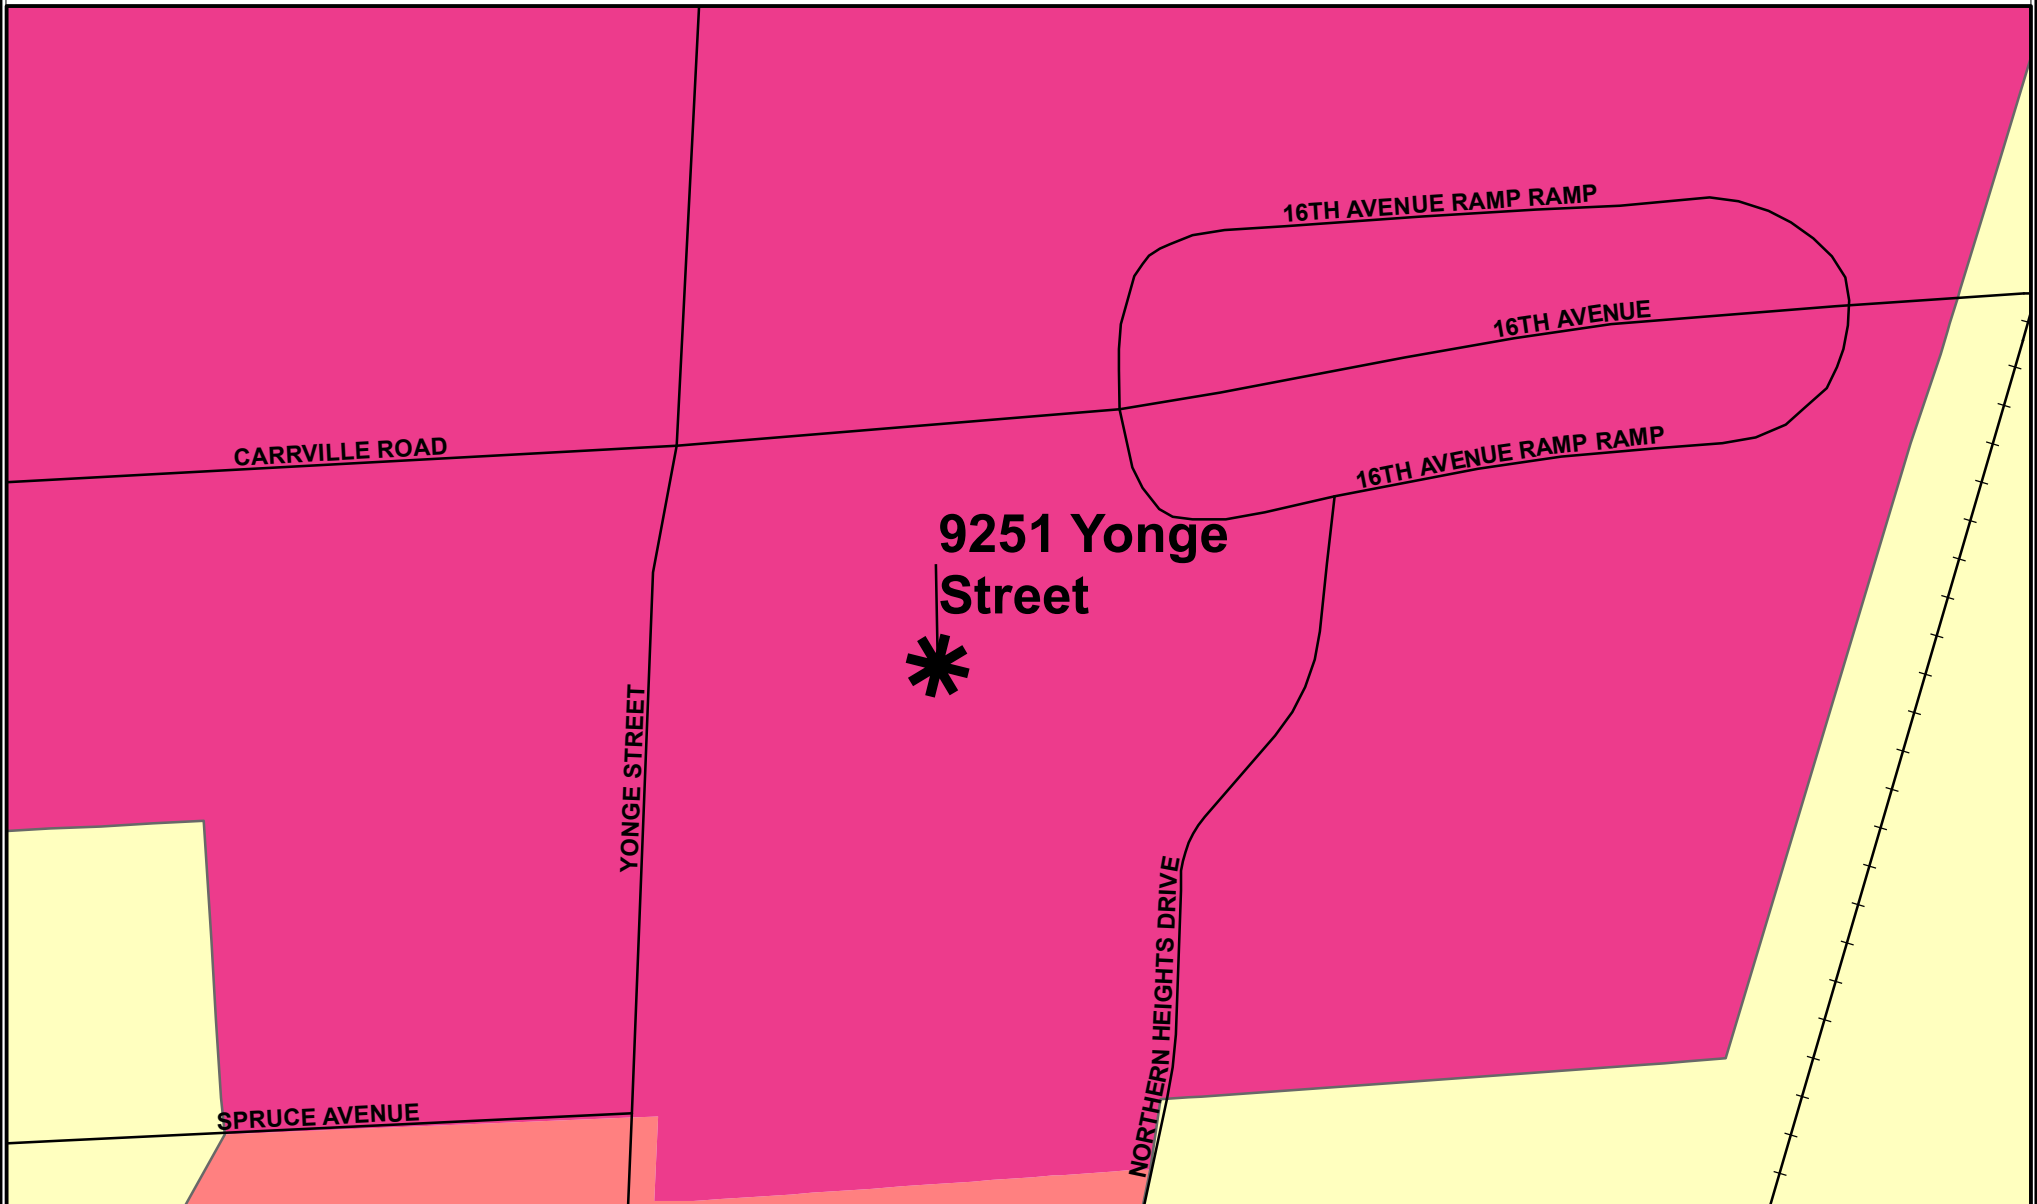 16TH AVENUE RAMP RAMP
16TH AVENUE
CARRVILLE ROAD
16TH AVENUE RAMP RAMP
9251 Yonge
Street
YONGE STREET
NORTHERN HEIGHTS DRIVE
SPRUCE AVENUE